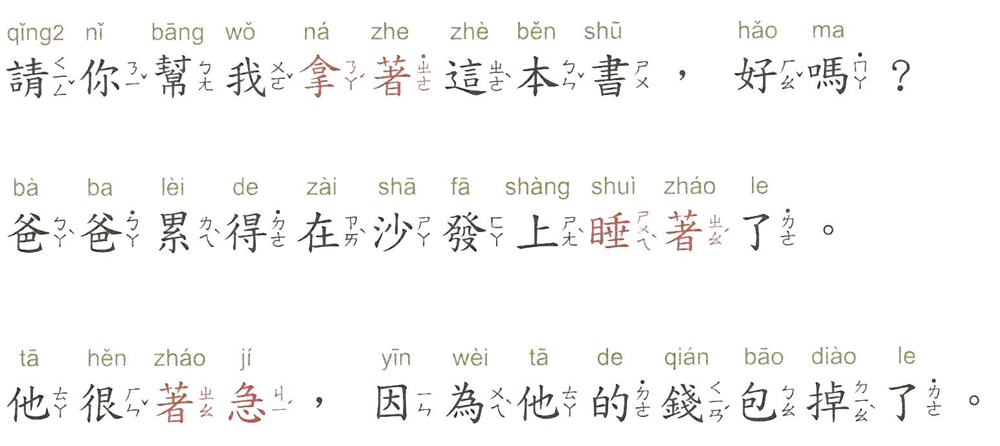 qǐng2 nǐ bāng wǒ ná zhe zhè běn shū hǎo ma
請ㄑㄧㄥˇ你ㄋㄧˇ幫ㄅㄤ我ㄨㄛˇ拿ㄋㄚˊ著˙ㄓㄜ這ㄓㄜˋ本ㄅㄣˇ書ㄕㄨ，好ㄏㄠˇ嗎˙ㄇㄚ？
bà ba lèi de zài shā fā shàng shuì zháo le
爸ㄅㄚˋ爸˙ㄅㄚ累ㄌㄟˋ得˙ㄉㄜ在ㄗㄞˋ沙ㄕㄚ發ㄈㄚ上ㄕㄤˋ睡ㄕㄨㄟˋ著ㄓㄠˊ了˙ㄌㄜ。
tā hěn zháo jí yīn wèi tā de qián bāo diào le
他ㄊㄚ很ㄏㄣˇ著ㄓㄠ急ㄐㄧˊ，因ㄧㄣ為ㄨㄟˋ他ㄊㄚ的˙ㄉㄜ錢ㄑㄧㄢˊ包ㄅㄠ掉ㄉㄧㄠˋ了˙ㄌㄜ。